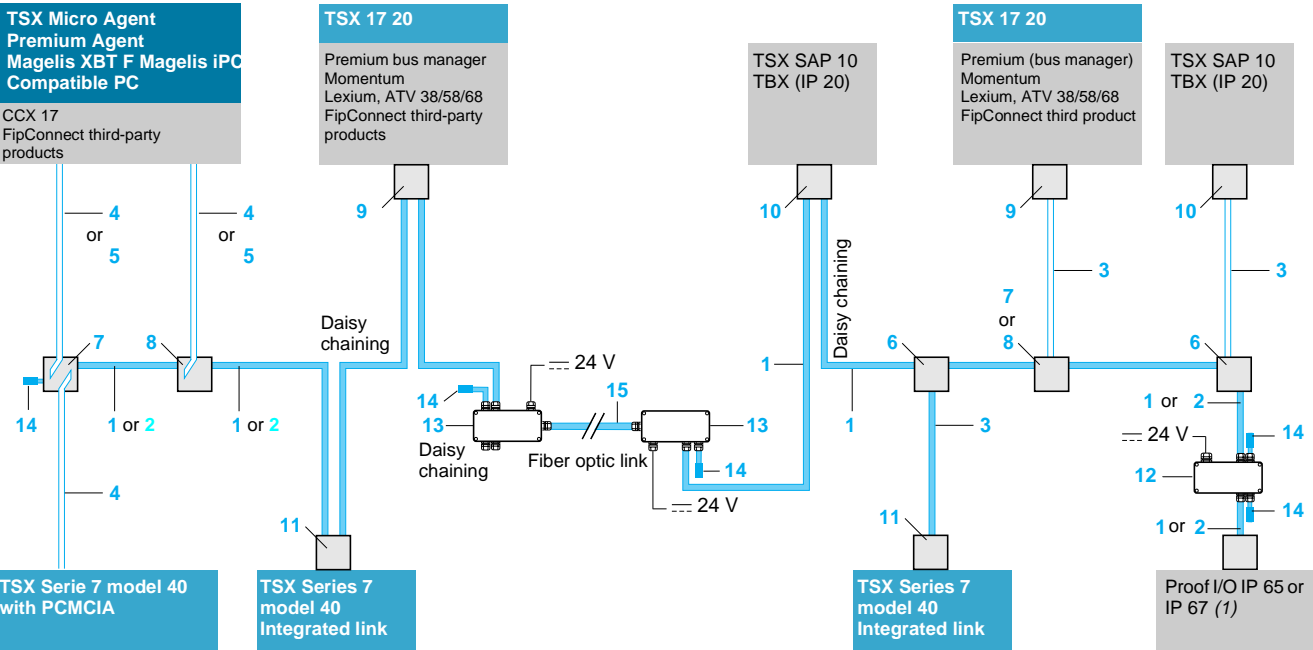 TSX Micro Agent
Premium Agent
Magelis XBT F Magelis iPC
Compatible PC
CCX 17
FipConnect third-party
products
TSX 17 20
Premium bus manager
Momentum
Lexium, ATV 38/58/68
FipConnect third-party
products
TSX SAP 10
TBX (IP 20)
TSX 17 20
Premium (bus manager)
Momentum
Lexium, ATV 38/58/68
FipConnect third product
TSX SAP 10
TBX (IP 20)
4
or
5
4
or
5
9
10
9
10
Daisy chaining
3
3
7
or
8
7
8
Daisy
chaining
6
6
14
1 or 2
1 or 2
24 V
14
15
13
13
1
1
3
1 or 2
Daisy
chaining
Fiber optic link
14
24 V
24 V
14
12
14
4
11
11
1 or 2
TSX Serie 7 model 40
with PCMCIA
TSX Series 7
model 40
Integrated link
TSX Series 7
model 40
Integrated link
Proof I/O IP 65 or
IP 67 (1)